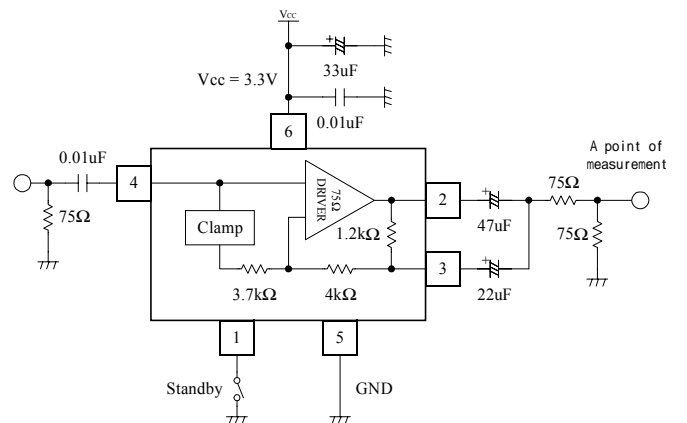 Vcc
33uF
Vcc = 3.3V
0.01uF
6
A point of
measurement
0.01uF
4
75Ω
2
75Ω
DRIVER
75Ω
47uF
75Ω
Clamp
1.2kΩ
75Ω
3
3.7kΩ
4kΩ
22uF
1
5
Standby
GND